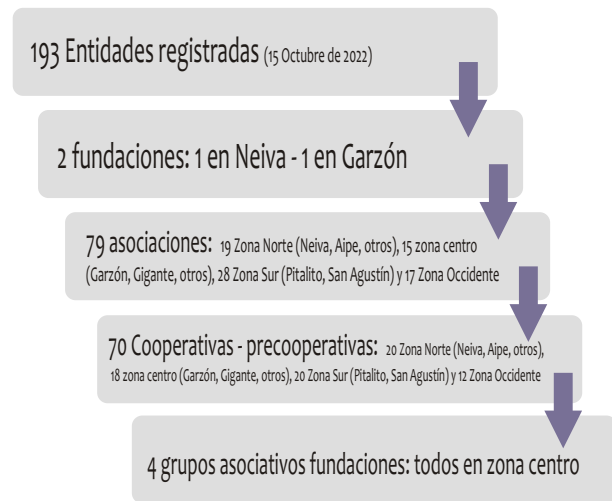 193 Entidades registradas (15 Octubre de 2022)
2 fundaciones: 1 en Neiva - 1 en Garzón
79 asociaciones: 19 Zona Norte (Neiva, Aipe, otros), 15 zona centro
(Garzón, Gigante, otros), 28 Zona Sur (Pitalito, San Agustín) y 17 Zona Occidente
70 Cooperativas - precooperativas: 20 Zona Norte (Neiva, Aipe, otros),
18 zona centro (Garzón, Gigante, otros), 20 Zona Sur (Pitalito, San Agustín) y 12 Zona Occidente
4 grupos asociativos fundaciones: todos en zona centro